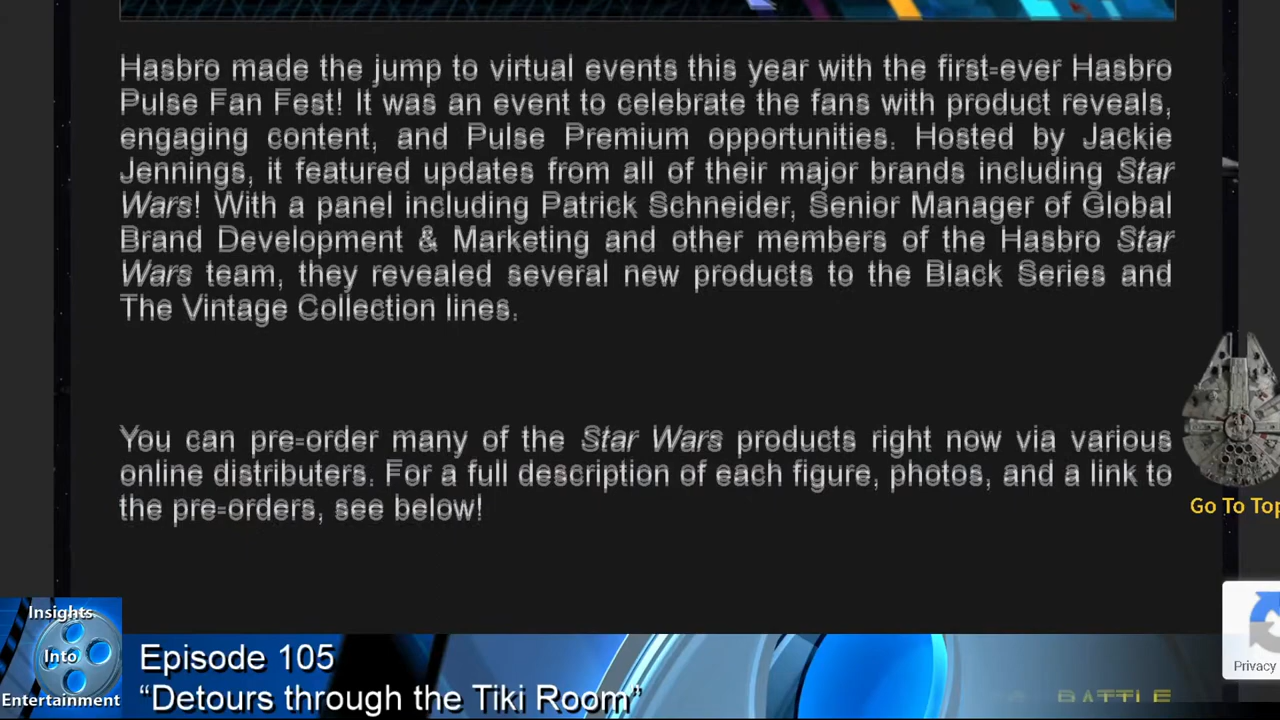 Hasbro made the jump to virtual events this year with the first-ever Hasbro
Pulse Fan Fest! It was an event to celebrate the fans with product reveals,
engaging content, and Pulse Premium opportunities. Hosted by Jackie
Jennings, it featured updates from all of their major brands including Star
Wars! With a panel including Patrick Schneider, Senior Manager of Global
Brand Development & Marketing and other members of the Hasbro Star
Wars team, they revealed several new products to the Black Series and
The Vintage Collection lines.
You can pre-order many of the Star Wars products right now via various
online distributers. For a full description of each figure, photos, and a link to
the pre-orders, see below!
Go To Top
Privacy
Insights
Into
Entertainment
Episode 105
“Detours through the Tiki Room”
BATTLE